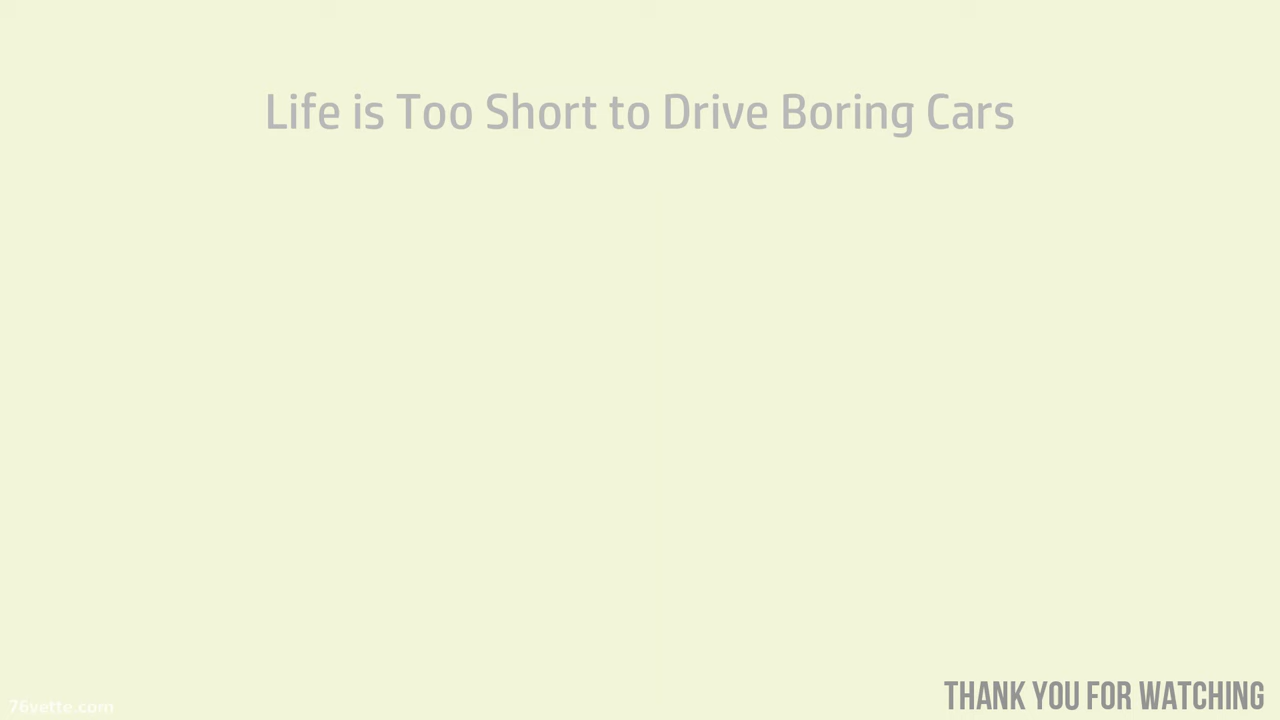 Life is Too Short to Drive Boring Cars
76vette.com
THANK YOU FOR WATCHING